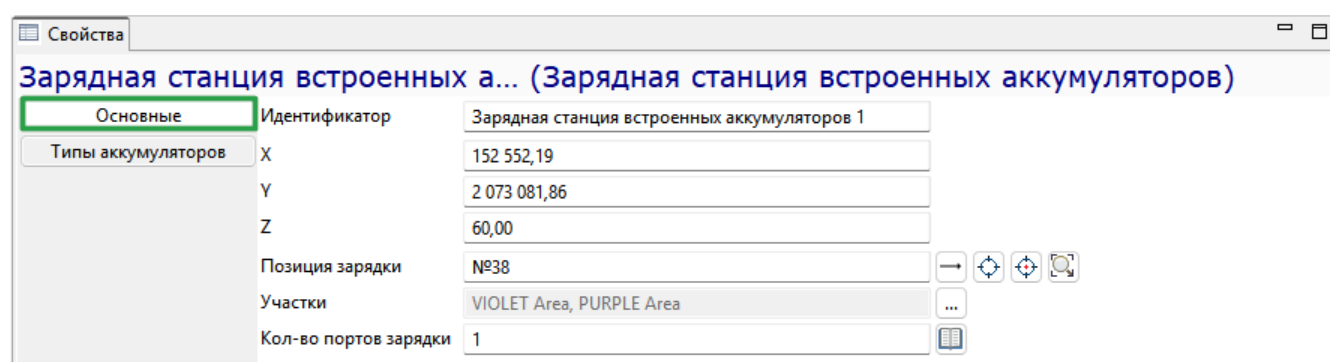 Свойства
Зарядная станция встроенных а... (Зарядная станция встроенных аккумуляторов)
Основные
Типы аккумуляторов
Идентификатор Зарядная станция встроенных аккумуляторов 1
X 152 552,19
Y 2 073 081,86
Z 60,00
Позиция зарядки №38
Участки VIOLET Area, PURPLE Area ...
Кол-во портов зарядки 1